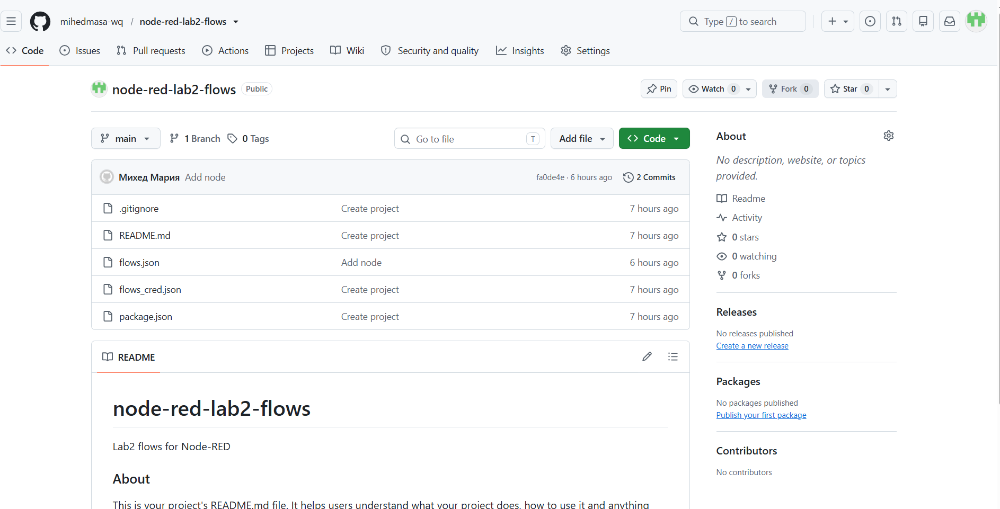 mihedmasa-wq / node-red-lab2-flows
Type / to search
Code Issues Pull requests Actions Projects Wiki Security and quality Insights Settings
node-red-lab2-flows Public
Pin Watch 0 Fork 0 Star 0
main 1 Branch 0 Tags Go to file T Add file Code
Михед Мария Add node fa0de4e · 6 hours ago 2 Commits
.gitignore Create project 7 hours ago
README.md Create project 7 hours ago
flows.json Add node 6 hours ago
flows_cred.json Create project 7 hours ago
package.json Create project 7 hours ago
README
node-red-lab2-flows
Lab2 flows for Node-RED
About
This is your project's README.md file. It helps users understand what your project does, how to use it and anything
About
No description, website, or topics
provided.
Readme
Activity
0 stars
0 watching
0 forks
Releases
No releases published
Create a new release
Packages
No packages published
Publish your first package
Contributors
No contributors